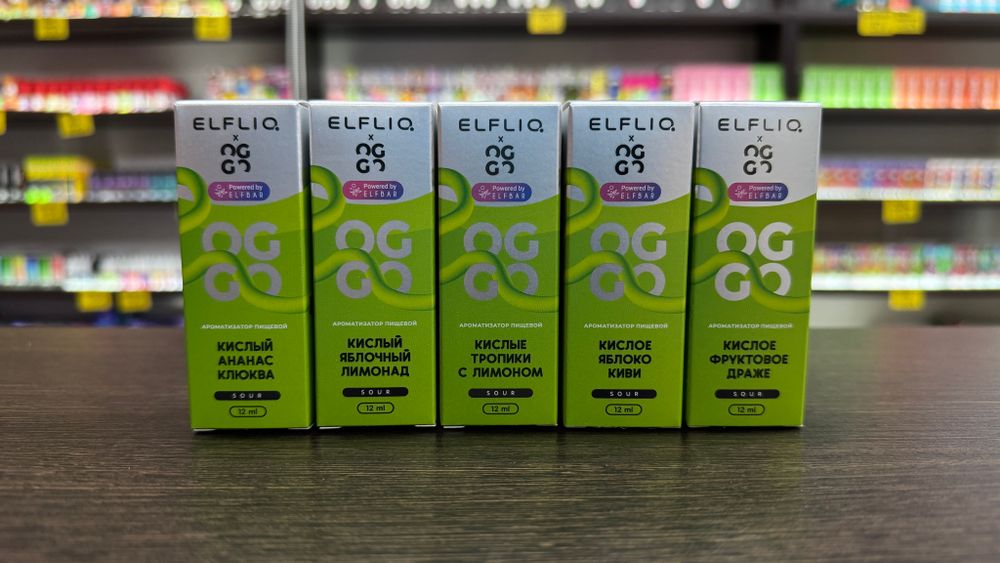 ELFLIQ
x
OG
GO
Powered by
ELFBAR
OG
GO
АРОМАТИЗАТОР ПИЩЕВОЙ
КИСЛЫЙ
АНАНАС
КЛЮКВА
SOUR
12 ml
ELFLIQ
x
OG
GO
Powered by
ELFBAR
OG
GO
АРОМАТИЗАТОР ПИЩЕВОЙ
КИСЛЫЙ
ЯБЛОЧНЫЙ
ЛИМОНАД
SOUR
12 ml
ELFLIQ
x
OG
GO
Powered by
ELFBAR
OG
GO
АРОМАТИЗАТОР ПИЩЕВОЙ
КИСЛЫЕ
ТРОПИКИ
С ЛИМОНОМ
SOUR
12 ml
ELFLIQ
x
OG
GO
Powered by
ELFBAR
OG
GO
АРОМАТИЗАТОР ПИЩЕВОЙ
КИСЛОЕ
ЯБЛОКО
КИВИ
SOUR
12 ml
ELFLIQ
x
OG
GO
Powered by
ELFBAR
OG
GO
АРОМАТИЗАТОР ПИЩЕВОЙ
КИСЛОЕ
ФРУКТОВОЕ
ДРАЖЕ
SOUR
12 ml